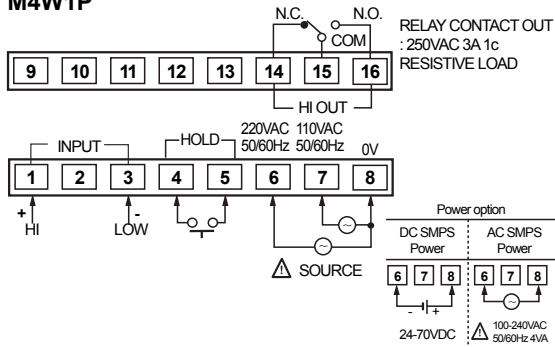 M4W1P
N.C.
N.O.
COM
RELAY CONTACT OUT
: 250VAC 3A 1c
RESISTIVE LOAD
9 10 11 12 13 14 15 16
HI OUT
INPUT
HOLD
220VAC 110VAC
50/60Hz 50/60Hz
0V
1 2 3 4 5 6 7 8
+ -
HI LOW
SOURCE
Power option
DC SMPS
Power
AC SMPS
Power
6 7 8 6 7 8
- +
24-70VDC
100-240VAC
50/60Hz 4VA